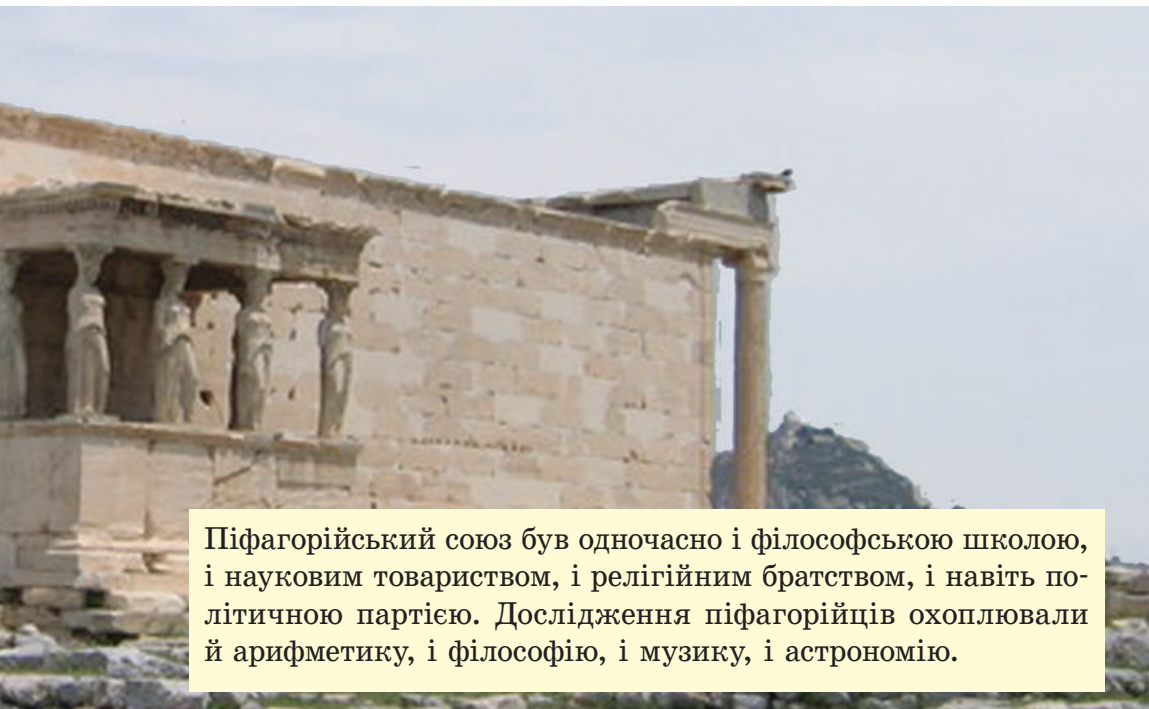 Піфагорійський союз був одночасно і філософською школою,
і науковим товариством, і релігійним братством, і навіть по-
літичною партією. Дослідження піфагорійців охоплювали
й арифметику, і філософію, і музику, і астрономію.